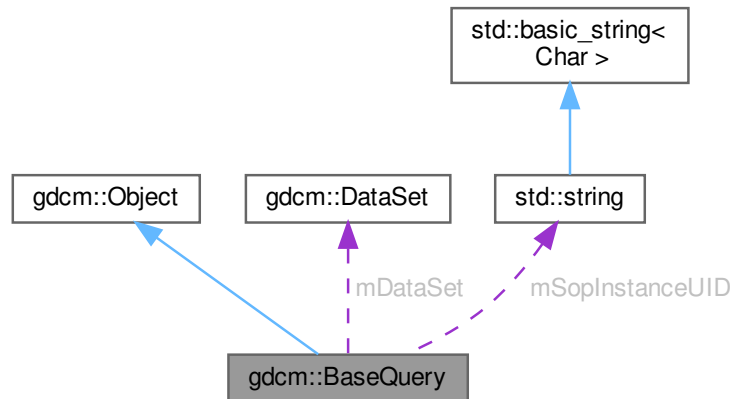 std::basic_string<
Char >
gdcm::Object
gdcm::DataSet
std::string
mDataSet
mSopInstanceUID
gdcm::BaseQuery